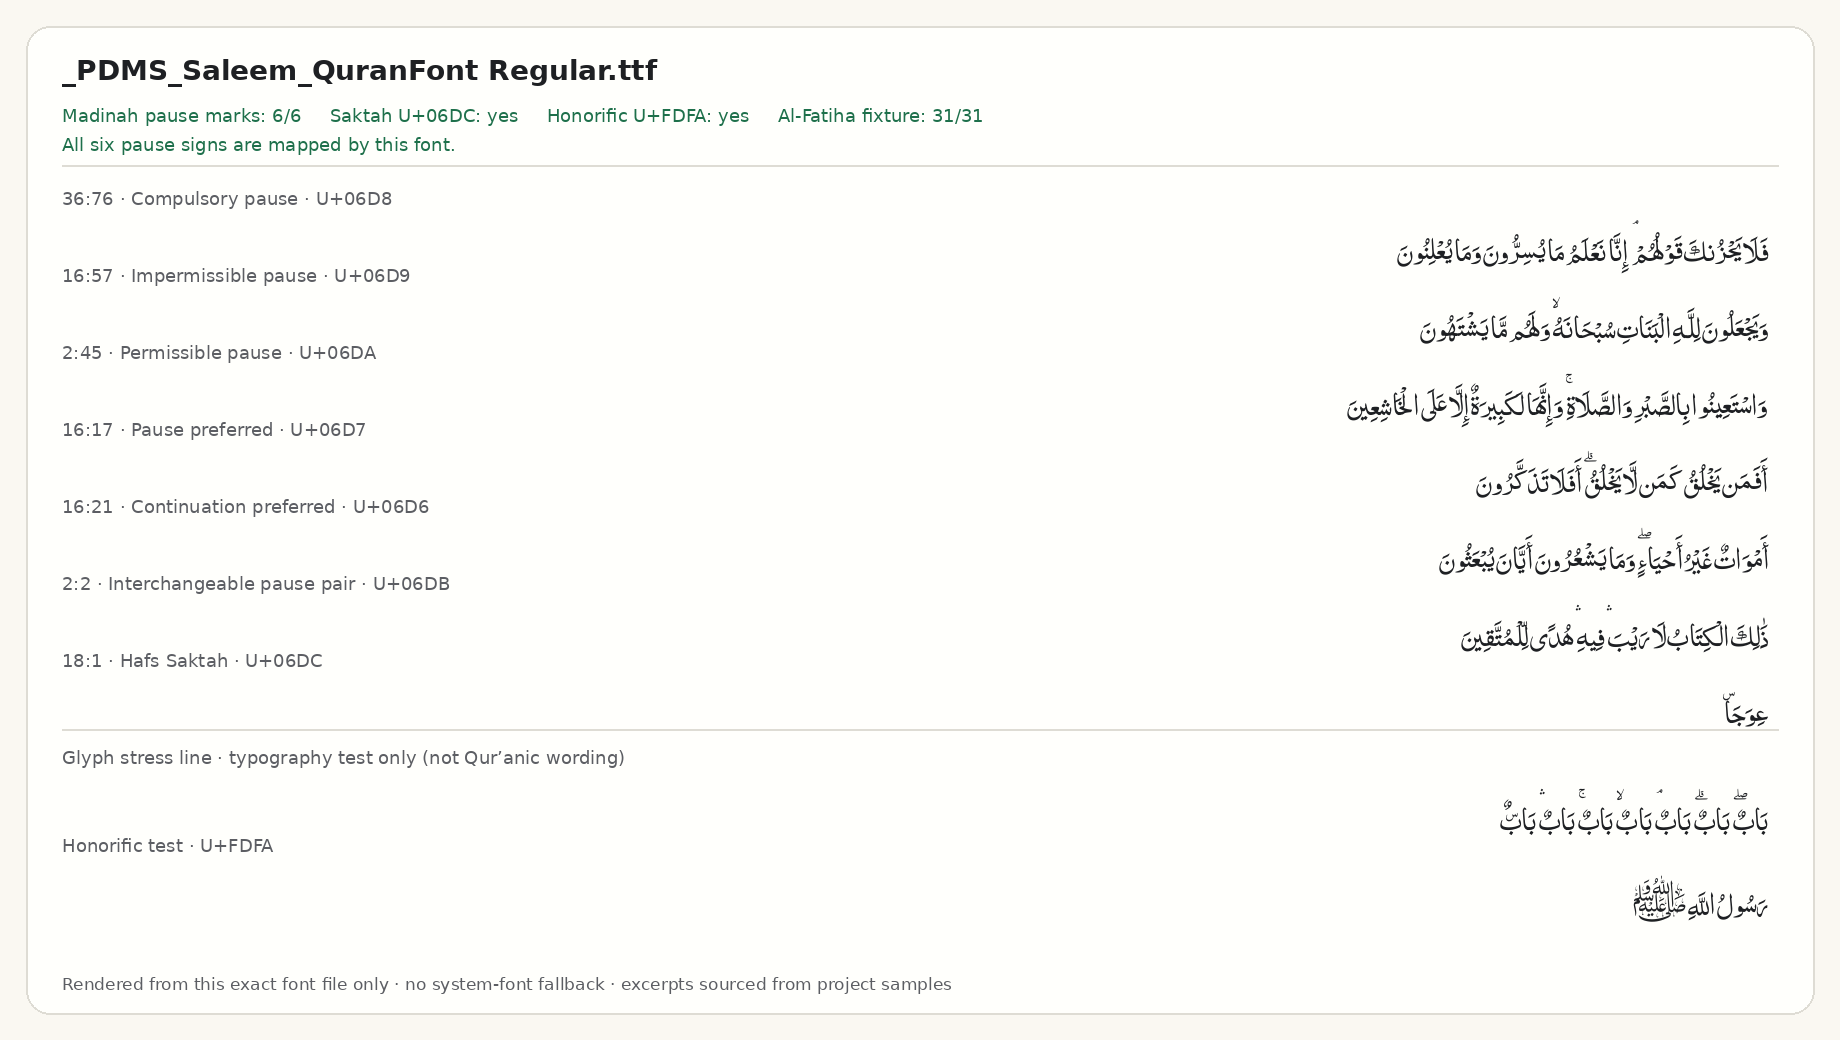 _PDMS_Saleem_QuranFont Regular.ttf
Madinah pause marks: 6/6 Saktah U+06DC: yes Honorific U+FDFA: yes Al-Fatiha fixture: 31/31
All six pause signs are mapped by this font.
36:76 · Compulsory pause · U+06D8
فَلَا يَحْزُنكَ قَوْلُهُمْ ۘ إِنَّا نَعْلَمُ مَا يُسِرُّونَ وَمَا يُعْلِنُونَ
16:57 · Impermissible pause · U+06D9
وَيَجْعَلُونَ لِلَّهِ الْبَنَاتِ سُبْحَانَهُ ۙ وَلَهُم مَّا يَشْتَهُونَ
2:45 · Permissible pause · U+06DA
وَاسْتَعِينُوا بِالصَّبْرِ وَالصَّلَاةِ ۚ وَإِنَّهَا لَكَبِيرَةٌ إِلَّا عَلَى الْخَاشِعِينَ
16:17 · Pause preferred · U+06D7
أَفَمَن يَخْلُقُ كَمَن لَّا يَخْلُقُ ۗ أَفَلَا تَذَكَّرُونَ
16:21 · Continuation preferred · U+06D6
أَمْوَاتٌ غَيْرُ أَحْيَاءٍ ۖ وَمَا يَشْعُرُونَ أَيَّانَ يُبْعَثُونَ
2:2 · Interchangeable pause pair · U+06DB
ذَٰلِكَ الْكِتَابُ لَا رَيْبَ ۛ فِيهِ ۛ هُدًى لِّلْمُتَّقِينَ
18:1 · Hafs Saktah · U+06DC
عِوَجَاۜ
Glyph stress line · typography test only (not Qur’anic wording)
بَابٌ ۖ بَابٌ ۗ بَابٌ ۘ بَابٌ ۙ بَابٌ ۚ بَابٌ ۛ بَابٌۜ
Honorific test · U+FDFA
رَسُولُ اللَّهِ ﷺ
Rendered from this exact font file only · no system-font fallback · excerpts sourced from project samples